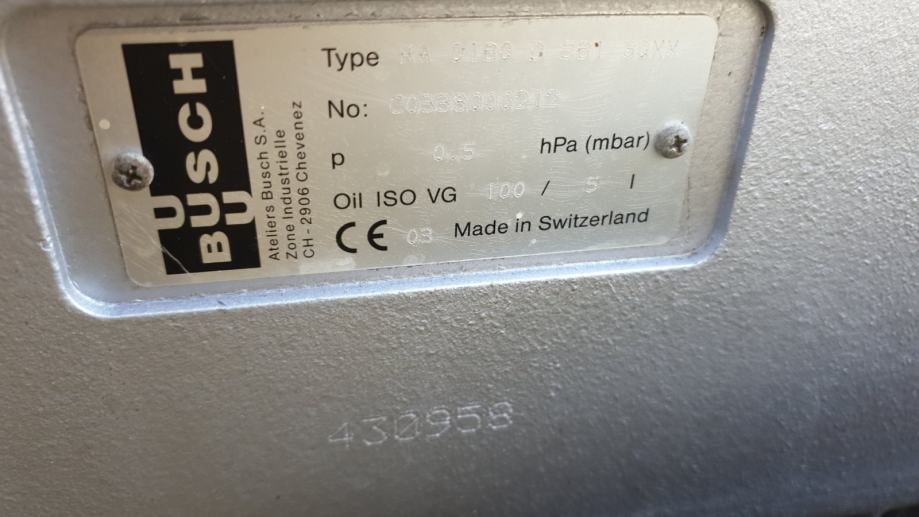 BUSCH
Ateliers Busch S.A.
Zone Industrielle
CH - 2906 Chevenez
Type
No:
p 0.5 hPa (mbar)
Oil ISO VG 100 / 5 l
CE 03 Made in Switzerland
430958